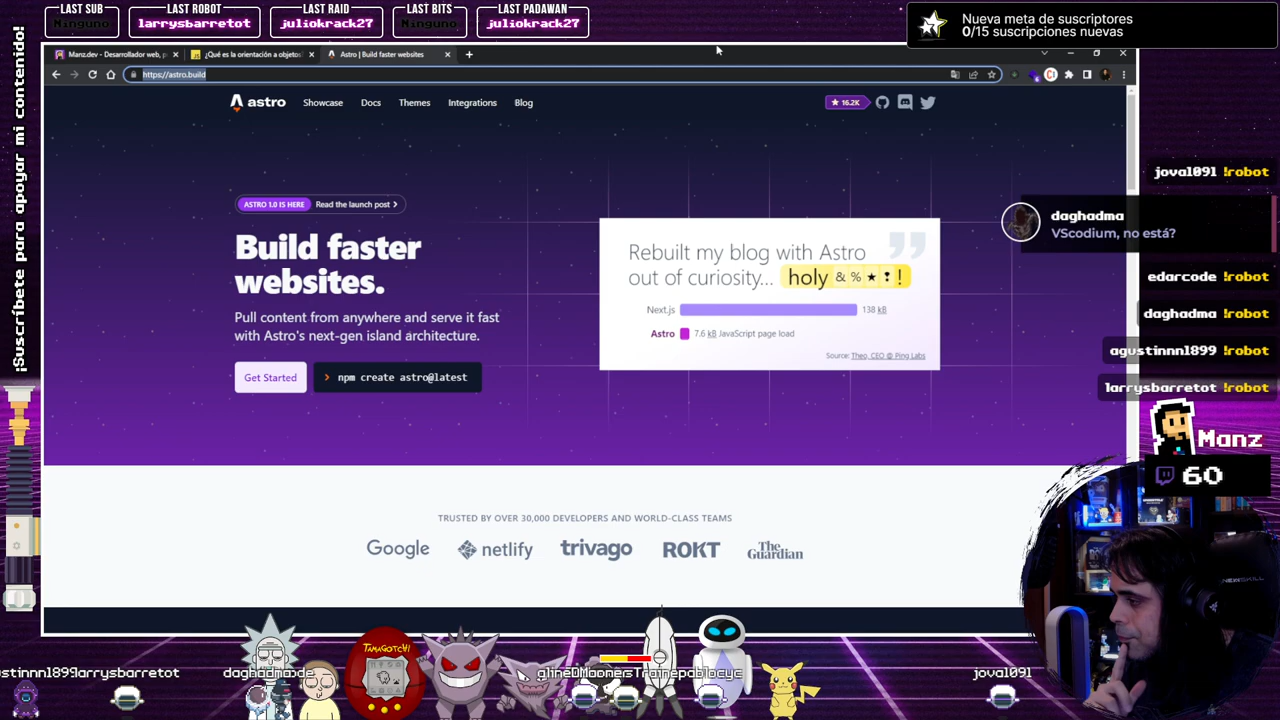 LAST SUB
Ninguno
LAST ROBOT
larrysbarretot
LAST RAID
juliokrack27
LAST BITS
Ninguno
LAST PADAWAN
juliokrack27
Nueva meta de suscriptores
0/15 suscripciones nuevas
¡Suscríbete para apoyar mi contenido!
Manz.dev - Desarrollador web, p
¿Qué es la orientación a objetos?
Astro | Build faster websites
https://astro.build
astro
Showcase
Docs
Themes
Integrations
Blog
16.2K
ASTRO 1.0 IS HERE
Read the launch post >
Build faster
websites.
Pull content from anywhere and serve it fast
with Astro's next-gen island architecture.
Get Started
> npm create astro@latest
Rebuilt my blog with Astro
out of curiosity... holy & % ★ ! !
Next.js
138 kB
Astro
7.6 kB JavaScript page load
Source: Theo, CEO @ Ping Labs
TRUSTED BY OVER 30,000 DEVELOPERS AND WORLD-CLASS TEAMS
Google
netlify
trivago
ROKT
The
Guardian
jova1091 !robot
daghadma
VScodium, no está?
edarcode !robot
daghdma !robot
agustinnn1899 !robot
larrysbarretot !robot
Manz
60
NEWSKILL
TAMAGOTCHI
ustinnn1899larrysbarretot
jova1091